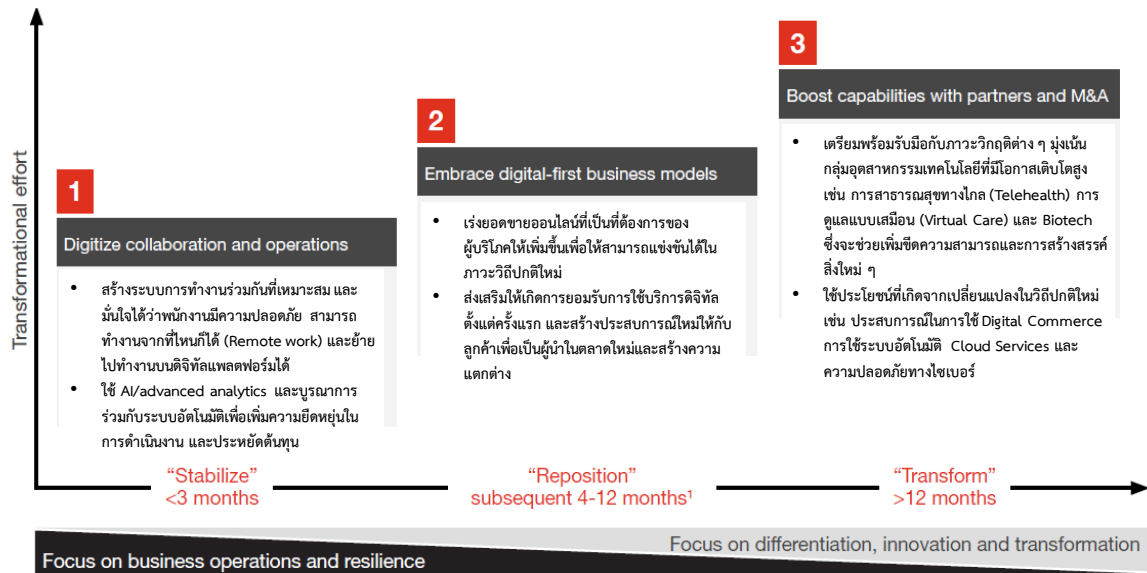 Transformational effort
1
Digitize collaboration and operations
• สร้างระบบการทำงานร่วมกันที่เหมาะสม และ
มั่นใจได้ว่าพนักงานมีความปลอดภัย สามารถ
ทำงานจากที่ไหนก็ได้ (Remote work) และย้าย
ไปทำงานบนดิจิทัลแพลตฟอร์มได้
• ใช้ AI/advanced analytics และบูรณาการ
ร่วมกับระบบอัตโนมัติเพื่อเพิ่มความยืดหยุ่นใน
การดำเนินงาน และประหยัดต้นทุน
2
Embrace digital-first business models
• เร่งยอดขายออนไลน์ที่เป็นที่ต้องการของ
ผู้บริโภคให้เพิ่มขึ้นเพื่อให้สามารถแข่งขันได้ใน
ภาวะวิถีปกติใหม่
• ส่งเสริมให้เกิดการยอมรับการใช้บริการดิจิทัล
ตั้งแต่ครั้งแรก และสร้างประสบการณ์ใหม่ให้กับ
ลูกค้าเพื่อเป็นผู้นำในตลาดใหม่และสร้างความ
แตกต่าง
3
Boost capabilities with partners and M&A
• เตรียมพร้อมรับมือกับภาวะวิกฤติต่าง ๆ มุ่งเน้น
กลุ่มอุตสาหกรรมเทคโนโลยีที่มีโอกาสเติบโตสูง
เช่น การสาธารณสุขทางไกล (Telehealth) การ
ดูแลแบบเสมือน (Virtual Care) และ Biotech
ซึ่งจะช่วยเพิ่มขีดความสามารถและการสร้างสรรค์
สิ่งใหม่ ๆ
• ใช้ประโยชน์ที่เกิดจากเปลี่ยนแปลงในวิถีปกติใหม่
เช่น ประสบการณ์ในการใช้ Digital Commerce
การใช้ระบบอัตโนมัติ Cloud Services และ
ความปลอดภัยทางไซเบอร์
“Stabilize”
<3 months
“Reposition”
subsequent 4-12 months¹
“Transform”
>12 months
Focus on differentiation, innovation and transformation
Focus on business operations and resilience